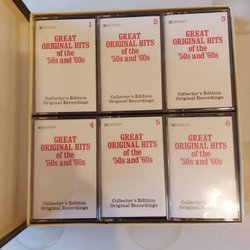 1
GREAT
ORIGINAL HITS
of the
'50s and '60s
Collector's Edition
Original Recordings
2
GREAT
ORIGINAL HITS
of the
'50s and '60s
Collector's Edition
Original Recordings
3
GREAT
ORIGINAL HITS
of the
'50s and '60s
Collector's Edition
Original Recordings
4
GREAT
ORIGINAL HITS
of the
'50s and '60s
Collector's Edition
Original Recordings
5
GREAT
ORIGINAL HITS
of the
'50s and '60s
Collector's Edition
Original Recordings
6
GREAT
ORIGINAL HITS
of the
'50s and '60s
Collector's Edition
Original Recordings